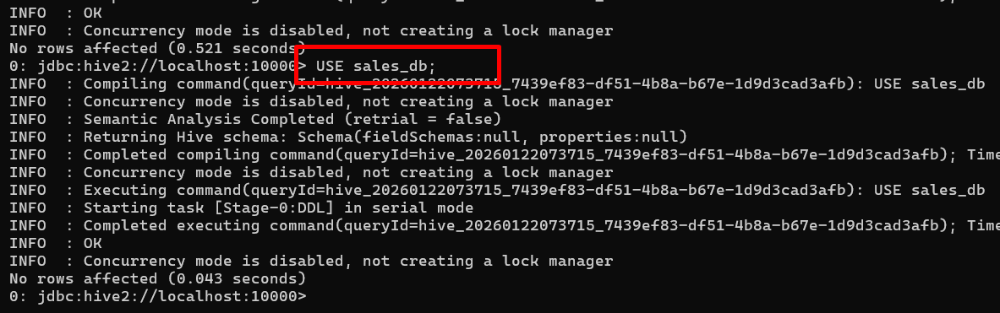 INFO  : OK
INFO  : Concurrency mode is disabled, not creating a lock manager
No rows affected (0.521 seconds)
0: jdbc:hive2://localhost:10000> USE sales_db;
INFO  : Compiling command(queryId=hive_20260122073715_7439ef83-df51-4b8a-b67e-1d9d3cad3afb): USE sales_db
INFO  : Concurrency mode is disabled, not creating a lock manager
INFO  : Semantic Analysis Completed (retrial = false)
INFO  : Returning Hive schema: Schema(fieldSchemas:null, properties:null)
INFO  : Completed compiling command(queryId=hive_20260122073715_7439ef83-df51-4b8a-b67e-1d9d3cad3afb); Time
INFO  : Concurrency mode is disabled, not creating a lock manager
INFO  : Executing command(queryId=hive_20260122073715_7439ef83-df51-4b8a-b67e-1d9d3cad3afb): USE sales_db
INFO  : Starting task [Stage-0:DDL] in serial mode
INFO  : Completed executing command(queryId=hive_20260122073715_7439ef83-df51-4b8a-b67e-1d9d3cad3afb); Time
INFO  : OK
INFO  : Concurrency mode is disabled, not creating a lock manager
No rows affected (0.043 seconds)
0: jdbc:hive2://localhost:10000>